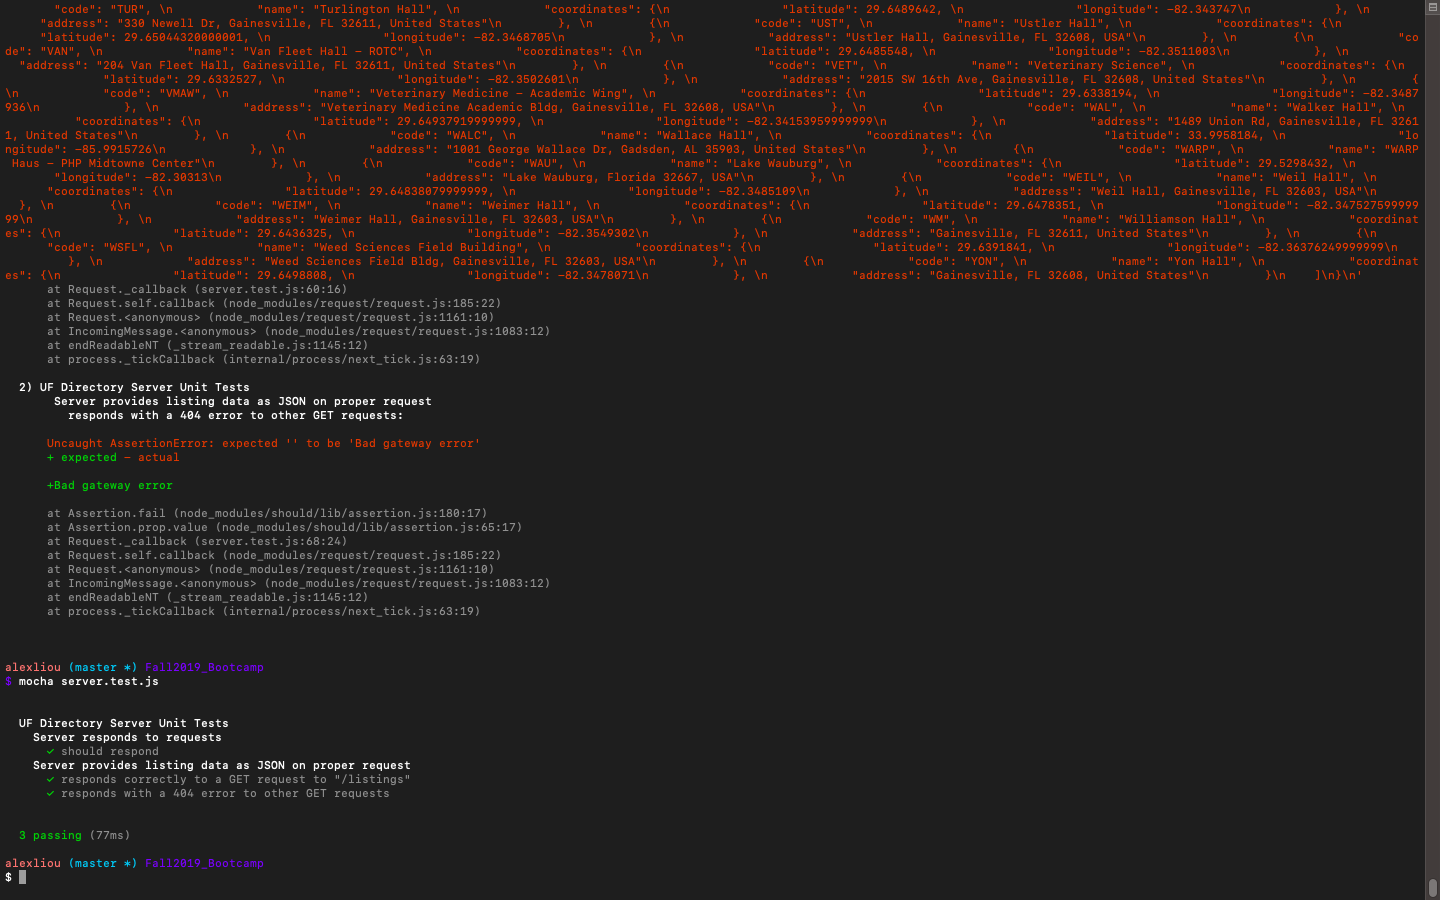 "code": "TUR", \n            "name": "Turlington Hall", \n            "coordinates": {\n                "latitude": 29.6489642, \n                "longitude": −82.343747\n            }, \n
"address": "330 Newell Dr, Gainesville, FL 32611, United States"\n        }, \n        {\n            "code": "UST", \n            "name": "Ustler Hall", \n            "coordinates": {\n
"latitude": 29.65044320000001, \n                "longitude": −82.3468705\n            }, \n            "address": "Ustler Hall, Gainesville, FL 32608, USA"\n        }, \n        {\n            "co
de": "VAN", \n            "name": "Van Fleet Hall − ROTC", \n            "coordinates": {\n                "latitude": 29.6485548, \n                "longitude": −82.3511003\n            }, \n
"address": "204 Van Fleet Hall, Gainesville, FL 32611, United States"\n        }, \n        {\n            "code": "VET", \n            "name": "Veterinary Science", \n            "coordinates": {\n
"latitude": 29.6332527, \n                "longitude": −82.3502601\n            }, \n            "address": "2015 SW 16th Ave, Gainesville, FL 32608, United States"\n        }, \n        {
\n            "code": "VMAW", \n            "name": "Veterinary Medicine − Academic Wing", \n            "coordinates": {\n                "latitude": 29.6338194, \n                "longitude": −82.3487
936\n            }, \n            "address": "Veterinary Medicine Academic Bldg, Gainesville, FL 32608, USA"\n        }, \n        {\n            "code": "WAL", \n            "name": "Walker Hall", \n
"coordinates": {\n                "latitude": 29.64937919999999, \n                "longitude": −82.34153959999999\n            }, \n            "address": "1489 Union Rd, Gainesville, FL 3261
1, United States"\n        }, \n        {\n            "code": "WALC", \n            "name": "Wallace Hall", \n            "coordinates": {\n                "latitude": 33.9958184, \n                "lo
ngitude": −85.9915726\n            }, \n            "address": "1001 George Wallace Dr, Gadsden, AL 35903, United States"\n        }, \n        {\n            "code": "WARP", \n            "name": "WARP
Haus − PHP Midtowne Center"\n        }, \n        {\n            "code": "WAU", \n            "name": "Lake Wauburg", \n            "coordinates": {\n                "latitude": 29.5298432, \n
"longitude": −82.30313\n            }, \n            "address": "Lake Wauburg, Florida 32667, USA"\n        }, \n        {\n            "code": "WEIL", \n            "name": "Weil Hall", \n
"coordinates": {\n                "latitude": 29.64838079999999, \n                "longitude": −82.3485109\n            }, \n            "address": "Weil Hall, Gainesville, FL 32603, USA"\n
}, \n        {\n            "code": "WEIM", \n            "name": "Weimer Hall", \n            "coordinates": {\n                "latitude": 29.6478351, \n                "longitude": −82.347527599999
99\n            }, \n            "address": "Weimer Hall, Gainesville, FL 32603, USA"\n        }, \n        {\n            "code": "WM", \n            "name": "Williamson Hall", \n            "coordinat
es": {\n                "latitude": 29.6436325, \n                "longitude": −82.3549302\n            }, \n            "address": "Gainesville, FL 32611, United States"\n        }, \n        {\n
"code": "WSFL", \n            "name": "Weed Sciences Field Building", \n            "coordinates": {\n                "latitude": 29.6391841, \n                "longitude": −82.36376249999999\n
}, \n            "address": "Weed Sciences Field Bldg, Gainesville, FL 32603, USA"\n        }, \n        {\n            "code": "YON", \n            "name": "Yon Hall", \n            "coordinat
es": {\n                "latitude": 29.6498808, \n                "longitude": −82.3478071\n            }, \n            "address": "Gainesville, FL 32608, United States"\n        }\n    ]\n}\n'
at Request._callback (server.test.js:60:16)
at Request.self.callback (node_modules/request/request.js:185:22)
at Request.<anonymous> (node_modules/request/request.js:1161:10)
at IncomingMessage.<anonymous> (node_modules/request/request.js:1083:12)
at endReadableNT (_stream_readable.js:1145:12)
at process._tickCallback (internal/process/next_tick.js:63:19)
2) UF Directory Server Unit Tests
Server provides listing data as JSON on proper request
responds with a 404 error to other GET requests:
Uncaught AssertionError: expected '' to be 'Bad gateway error'
+ expected − actual
+Bad gateway error
at Assertion.fail (node_modules/should/lib/assertion.js:180:17)
at Assertion.prop.value (node_modules/should/lib/assertion.js:65:17)
at Request._callback (server.test.js:68:24)
at Request.self.callback (node_modules/request/request.js:185:22)
at Request.<anonymous> (node_modules/request/request.js:1161:10)
at IncomingMessage.<anonymous> (node_modules/request/request.js:1083:12)
at endReadableNT (_stream_readable.js:1145:12)
at process._tickCallback (internal/process/next_tick.js:63:19)
alexliou (master *) Fall2019_Bootcamp
$ mocha server.test.js
UF Directory Server Unit Tests
Server responds to requests
✓ should respond
Server provides listing data as JSON on proper request
✓ responds correctly to a GET request to "/listings"
✓ responds with a 404 error to other GET requests
3 passing (77ms)
alexliou (master *) Fall2019_Bootcamp
$